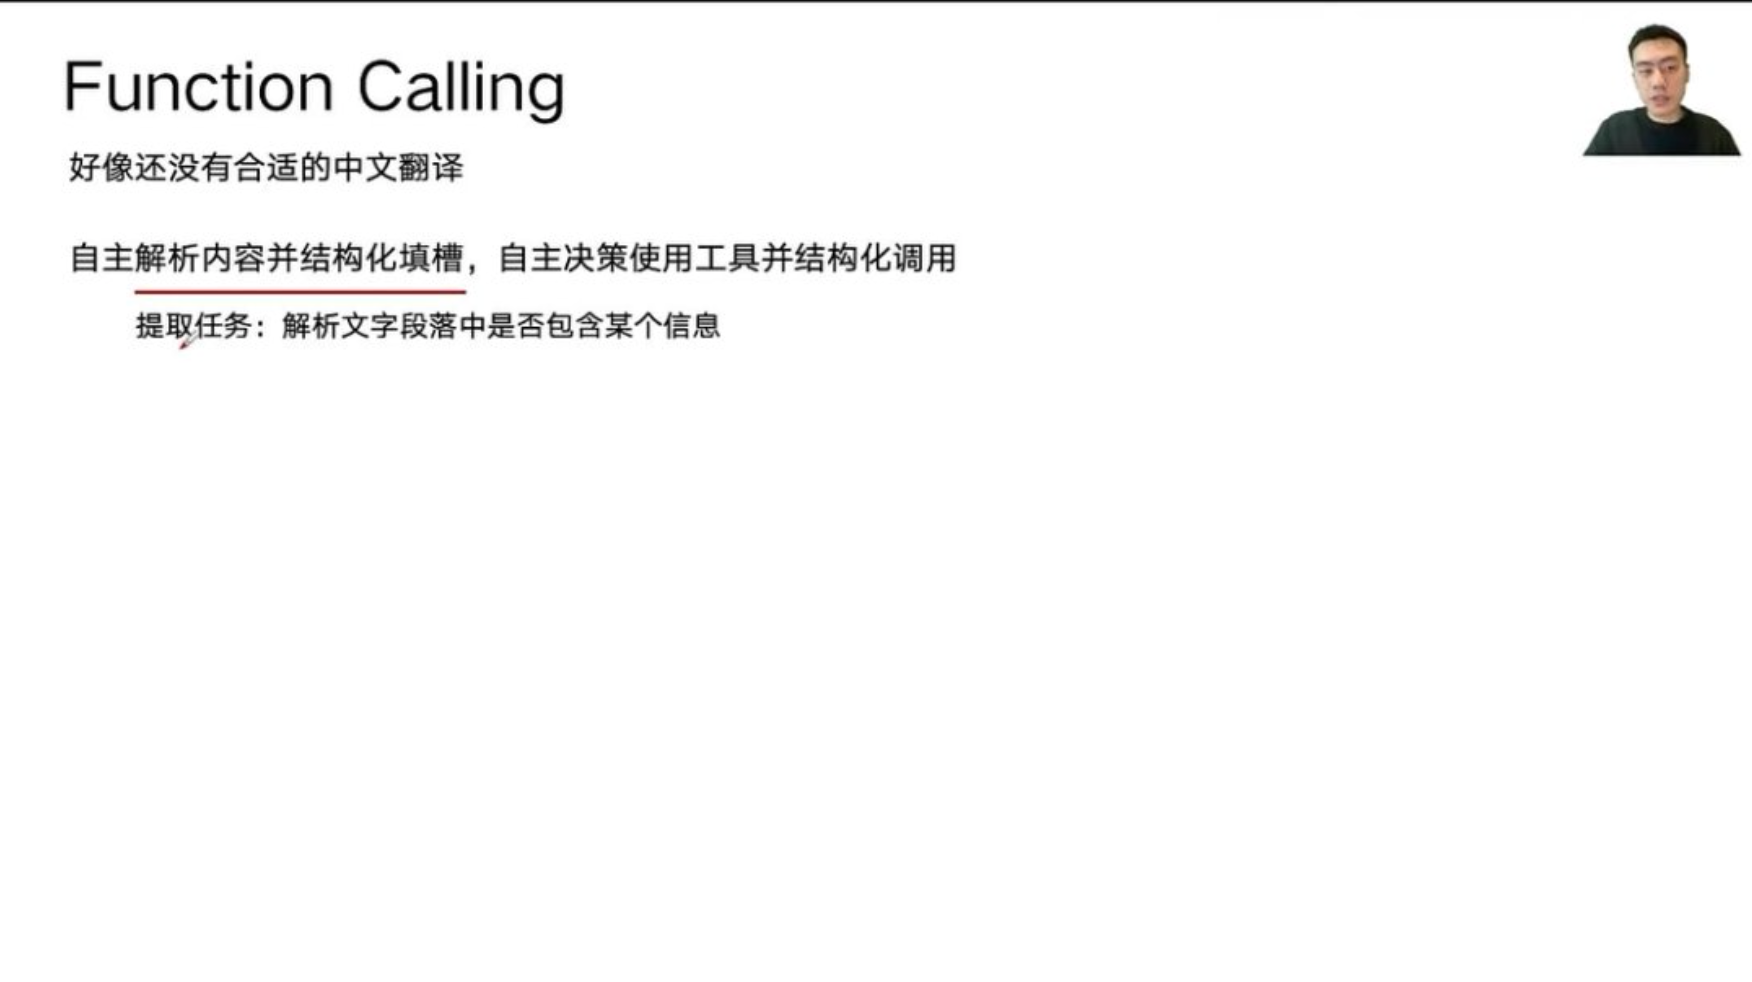 Function Calling
好像还没有合适的中文翻译
自主解析内容并结构化填槽，自主决策使用工具并结构化调用
提取任务：解析文字段落中是否包含某个信息